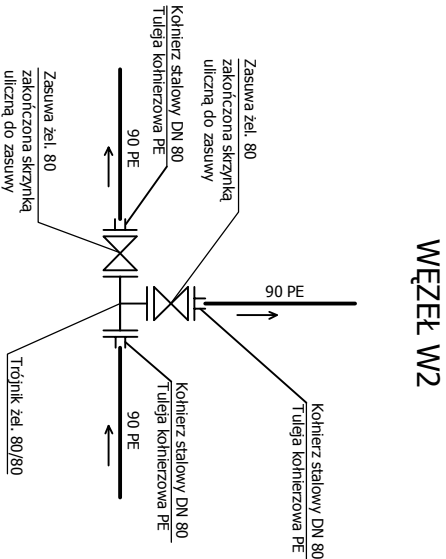 WĘZEŁ W2
Kołnierz stalowy DN 80
Tuleja kołnierzowa PE
Zasuwa żel. 80
zakończona skrzynką
uliczną do zasuwy
90 PE
Zasuwa żel. 80
zakończona skrzynką
uliczną do zasuwy
90 PE
Kołnierz stalowy DN 80
Tuleja kołnierzowa PE
Kołnierz stalowy DN 80
Tuleja kołnierzowa PE
90 PE
Trójnik żel. 80/80